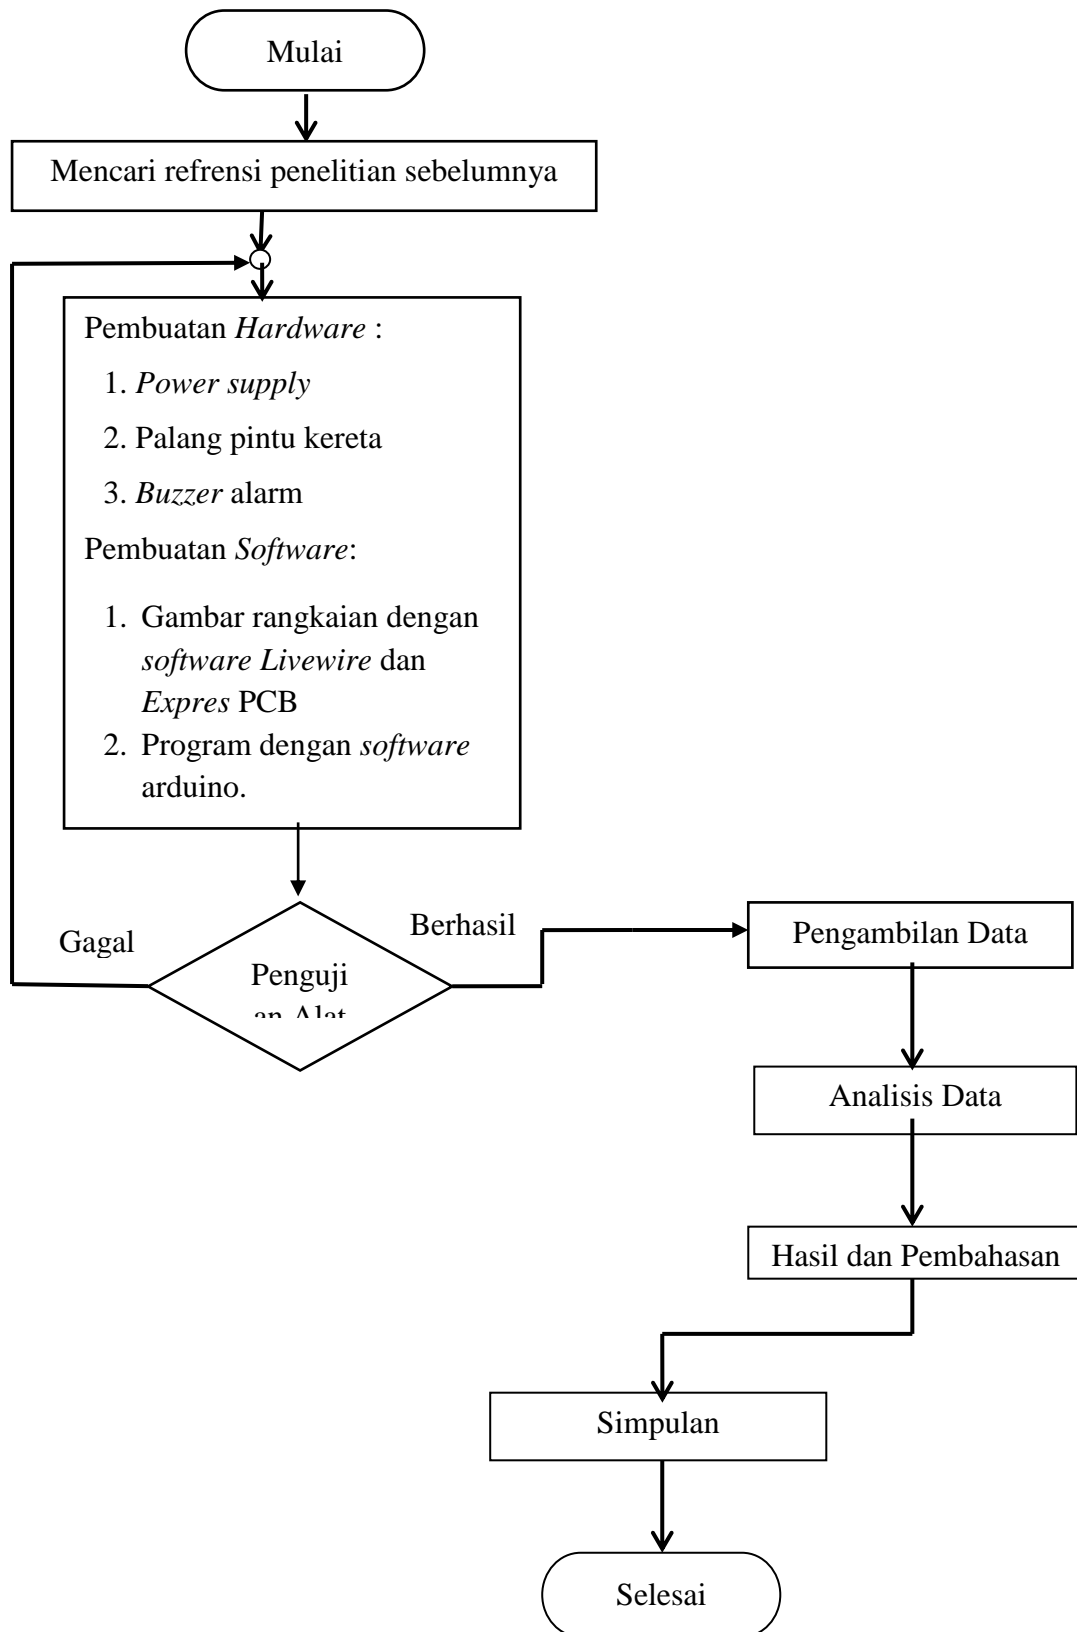 Mulai
Mencari refrensi penelitian sebelumnya
Pembuatan Hardware :
1. Power supply
2. Palang pintu kereta
3. Buzzer alarm
Pembuatan Software:
1. Gambar rangkaian dengan
software Livewire dan
Expres PCB
2. Program dengan software
arduino.
Gagal
Berhasil
Penguji
an Alat
Pengambilan Data
Analisis Data
Hasil dan Pembahasan
Simpulan
Selesai